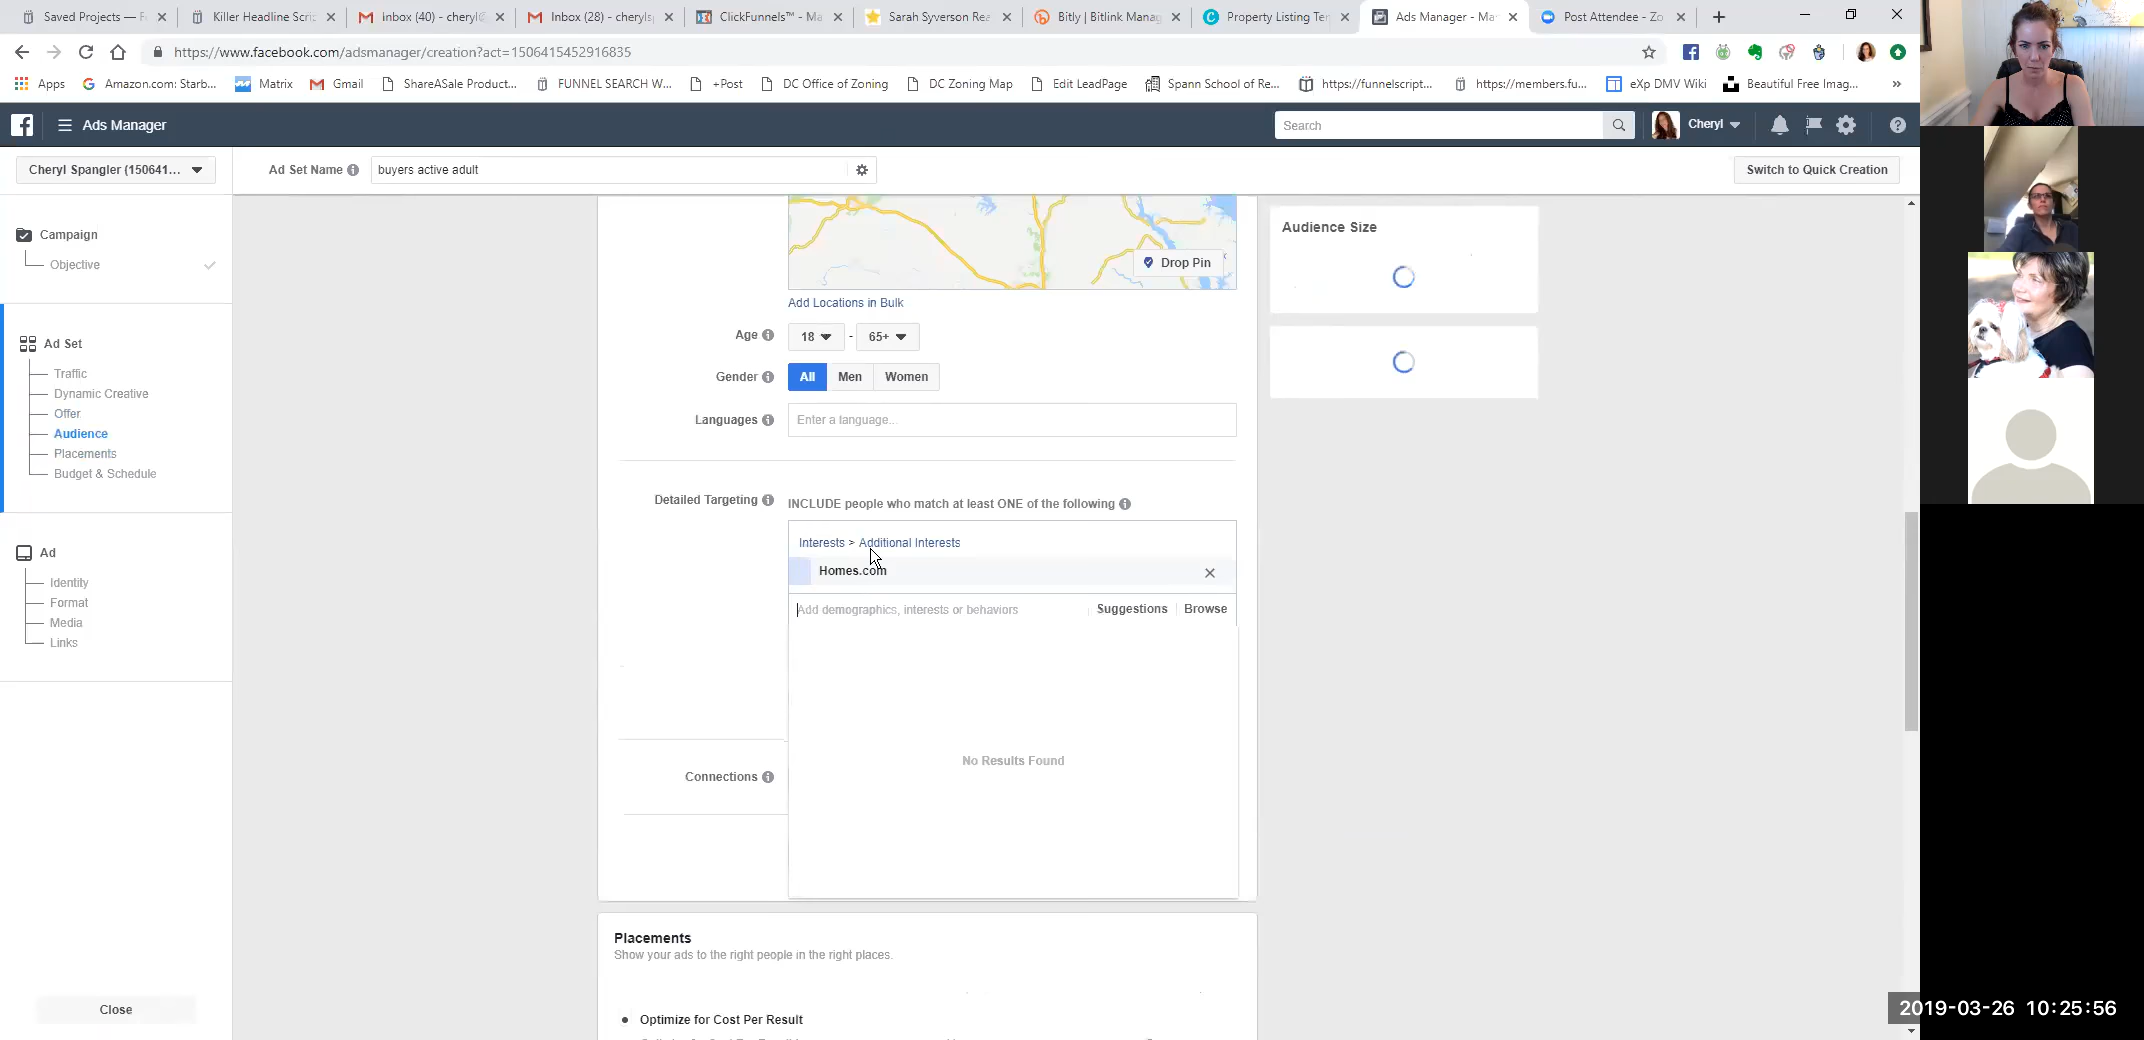 Saved Projects — F
Killer Headline Scri
Inbox (40) - cheryl@
Inbox (28) - cheryls
ClickFunnels™ - Ma
Sarah Syverson Rea
Bitly | Bitlink Manag
Property Listing Ter
Ads Manager - Ma
Post Attendee - Zo
https://www.facebook.com/adsmanager/creation?act=1506415452916835
Apps
Amazon.com: Starb...
Matrix
Gmail
ShareASale Product...
FUNNEL SEARCH W...
+Post
DC Office of Zoning
DC Zoning Map
Edit LeadPage
Spann School of Re...
https://funnelscript...
https://members.fu...
eXp DMV Wiki
Beautiful Free Imag...
Ads Manager
Search
Cheryl
Cheryl Spangler (150641...
Ad Set Name
buyers active adult
Switch to Quick Creation
Campaign
Objective
Ad Set
Traffic
Dynamic Creative
Offer
Audience
Placements
Budget & Schedule
Ad
Identity
Format
Media
Links
Close
Drop Pin
Add Locations in Bulk
Age 18 - 65+
Gender All Men Women
Languages Enter a language...
Detailed Targeting INCLUDE people who match at least ONE of the following
Interests > Additional Interests
Homes.com
Add demographics, interests or behaviors Suggestions Browse
No Results Found
Connections
Placements
Show your ads to the right people in the right places.
Optimize for Cost Per Result
Audience Size
2019-03-26 10:25:56